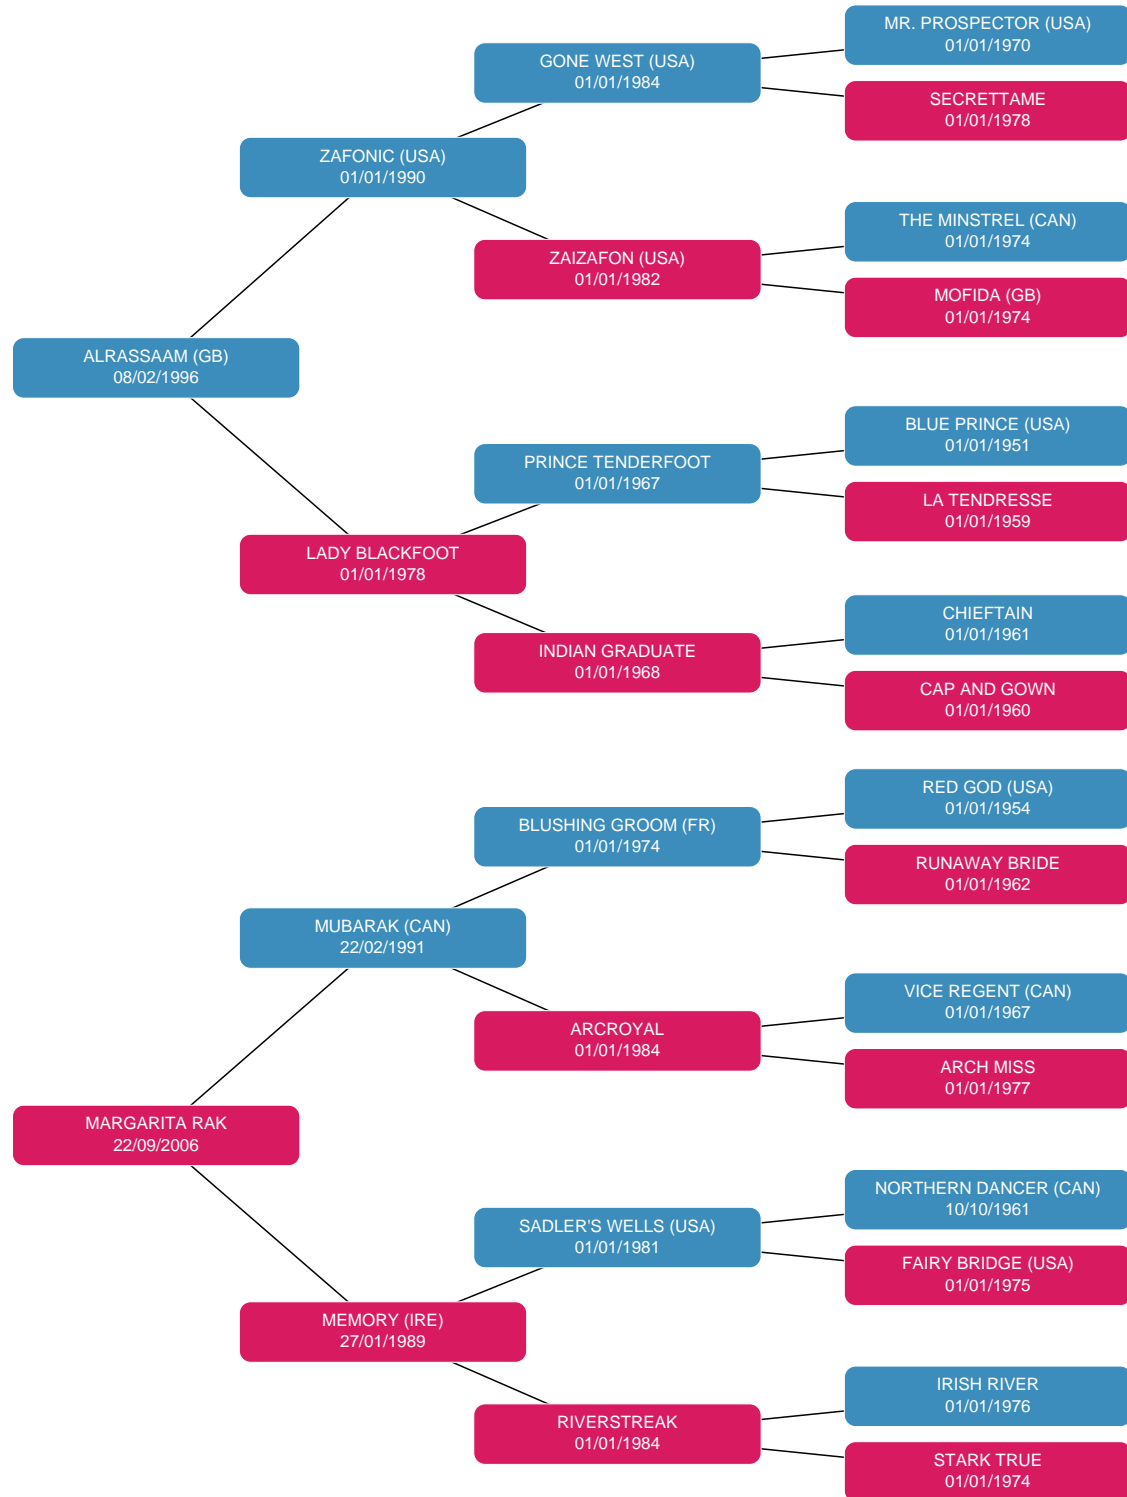 MR. PROSPECTOR (USA)
01/01/1970
GONE WEST (USA)
01/01/1984
SECRETTAME
01/01/1978
ZAFONIC (USA)
01/01/1990
THE MINSTREL (CAN)
01/01/1974
ZAIZAFON (USA)
01/01/1982
MOFIDA (GB)
01/01/1974
ALRASSAAM (GB)
08/02/1996
BLUE PRINCE (USA)
01/01/1951
PRINCE TENDERFOOT
01/01/1967
LA TENDRESSE
01/01/1959
LADY BLACKFOOT
01/01/1978
CHIEFTAIN
01/01/1961
INDIAN GRADUATE
01/01/1968
CAP AND GOWN
01/01/1960
RED GOD (USA)
01/01/1954
BLUSHING GROOM (FR)
01/01/1974
RUNAWAY BRIDE
01/01/1962
MUBARAK (CAN)
22/02/1991
VICE REGENT (CAN)
01/01/1967
ARCROYAL
01/01/1984
ARCH MISS
01/01/1977
MARGARITA RAK
22/09/2006
NORTHERN DANCER (CAN)
10/10/1961
SADLER'S WELLS (USA)
01/01/1981
FAIRY BRIDGE (USA)
01/01/1975
MEMORY (IRE)
27/01/1989
IRISH RIVER
01/01/1976
RIVERSTREAK
01/01/1984
STARK TRUE
01/01/1974